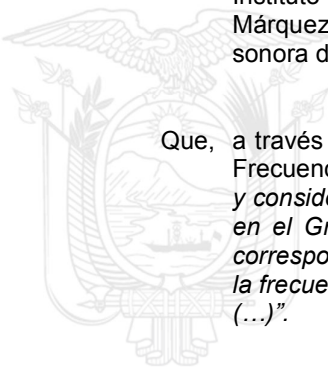 Instituto
Márquez
sonora d
Que, a través
Frecuenc
y conside
en el Gr
correspo
la frecue
(…)”.